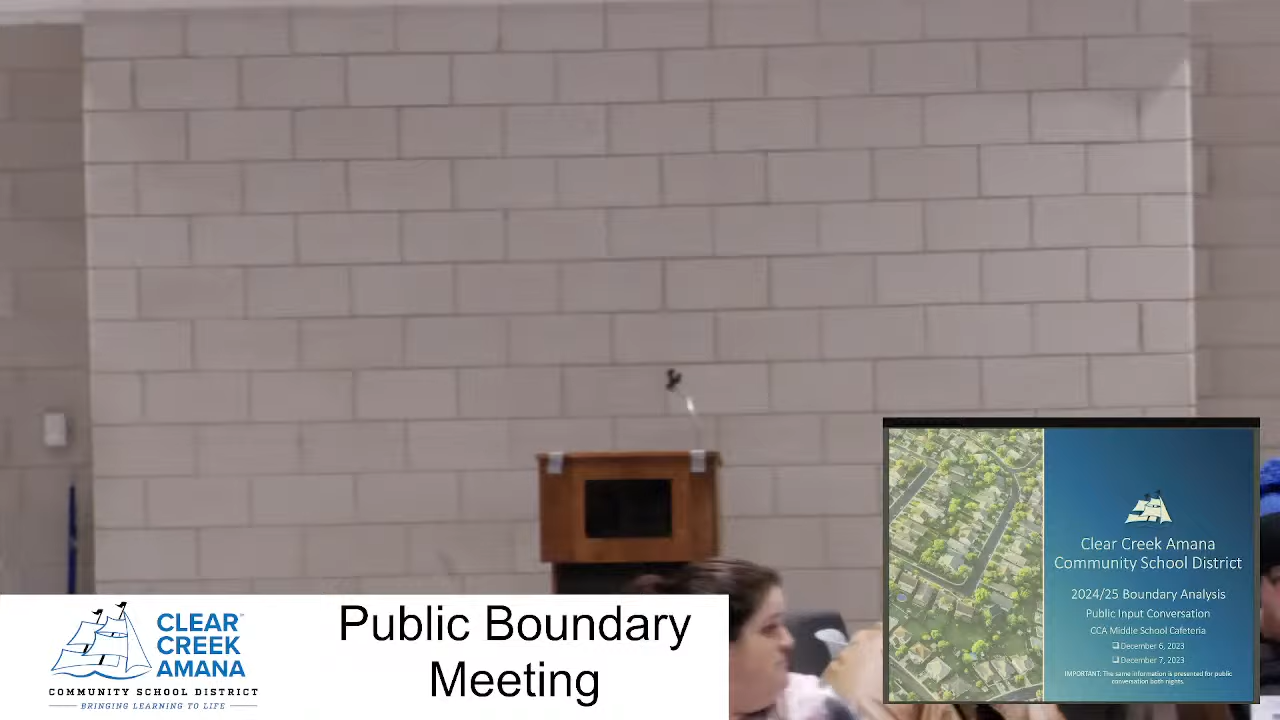 CLEAR
CREEK
AMANA
COMMUNITY SCHOOL DISTRICT
BRINGING LEARNING TO LIFE
Public Boundary
Meeting
Clear Creek Amana
Community School District
2024/25 Boundary Analysis
Public Input Conversation
CCA Middle School Cafeteria
❑ December 6, 2023
❑ December 7, 2023
IMPORTANT: The same information is presented for public
conversation both nights.